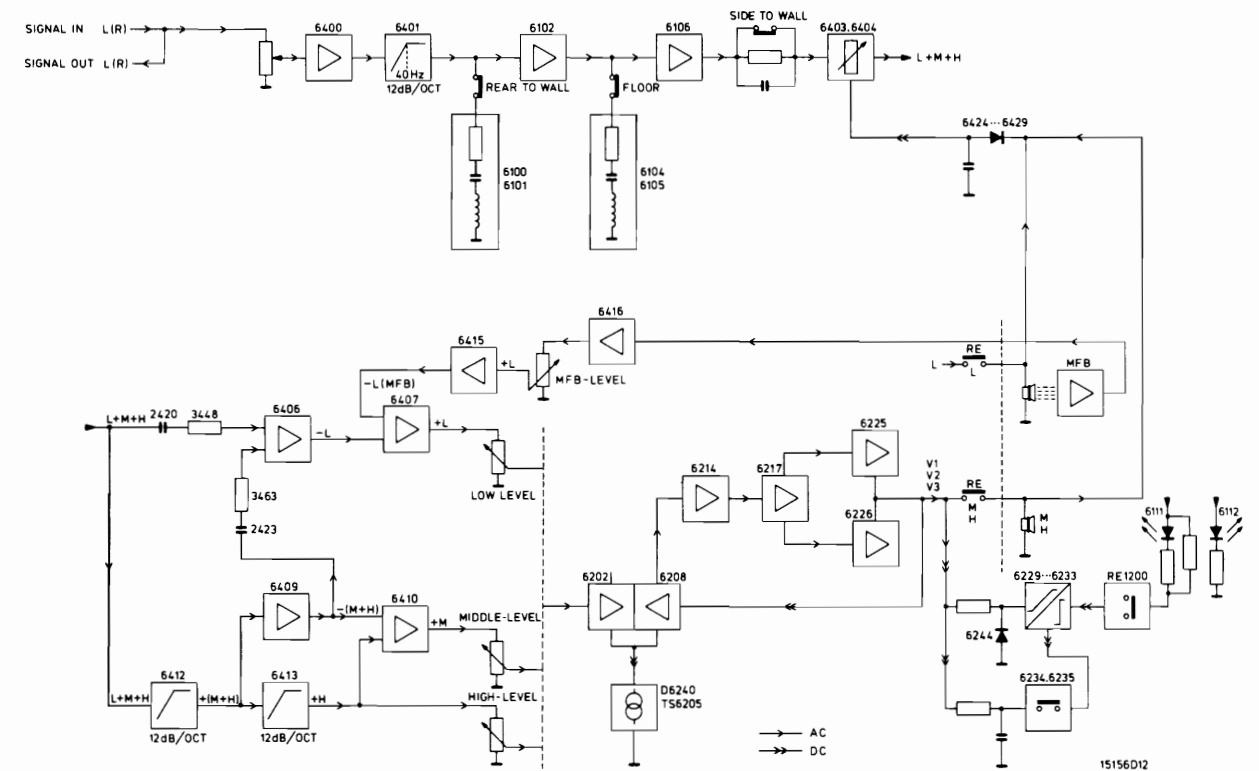 SIGNAL IN L(R)
SIGNAL OUT L(R)
6400
6401
40Hz
12dB/OCT
6102
6106
SIDE TO WALL
6403.6404
L+M+H
REAR TO WALL
FLOOR
6100
6101
6104
6105
6424···6429
6416
6415
+L
MFB-LEVEL
-L(MFB)
RE
L
L
MFB
L+M+H
2420
3448
6406
-L
6407
+L
LOW LEVEL
3463
2423
6225
6214
6217
6226
V1
V2
V3
RE
M
H
M
H
6111
6112
6409
-(M+H)
6410
+M
MIDDLE-LEVEL
6202
6208
6229···6233
RE1200
6244
6412
L+M+H
12dB/OCT
+(M+H)
6413
+H
12dB/OCT
HIGH-LEVEL
D6240
TS6205
6234.6235
AC
DC
15156D12